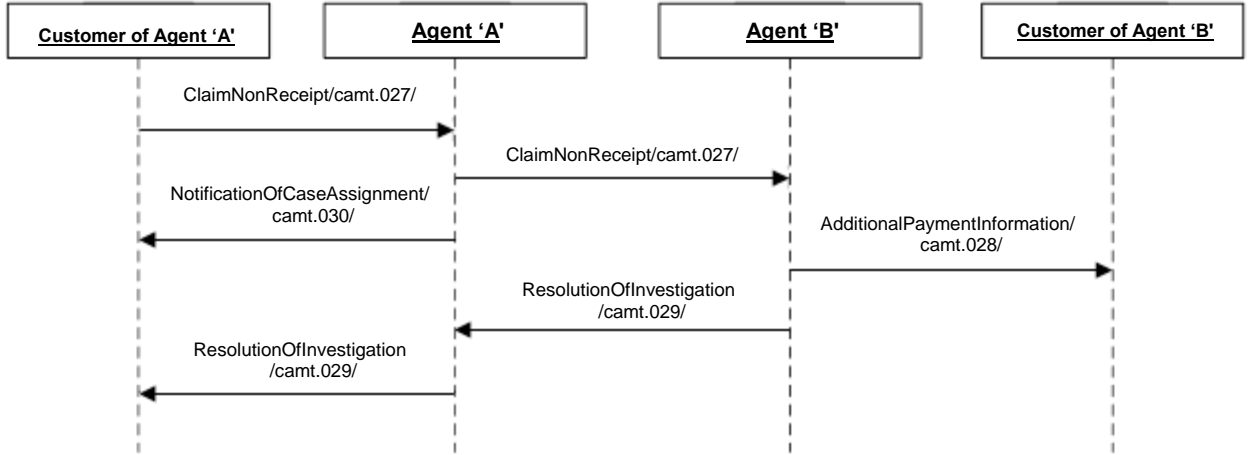 Customer of Agent ‘A'
Agent ‘A'
Agent ‘B'
Customer of Agent ‘B'
ClaimNonReceipt/camt.027/
ClaimNonReceipt/camt.027/
NotificationOfCaseAssignment/
camt.030/
AdditionalPaymentInformation/
camt.028/
ResolutionOfInvestigation
/camt.029/
ResolutionOfInvestigation
/camt.029/